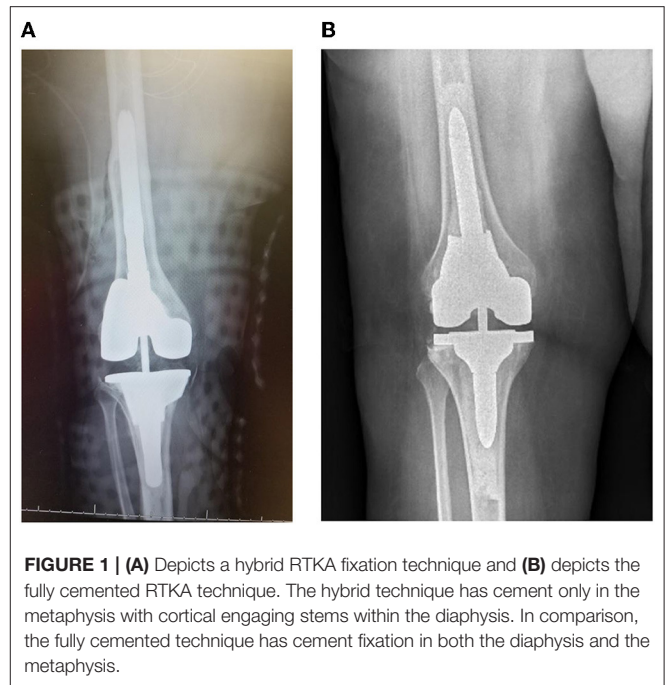 A
B
FIGURE 1 | (A) Depicts a hybrid RTKA fixation technique and (B) depicts the
fully cemented RTKA technique. The hybrid technique has cement only in the
metaphysis with cortical engaging stems within the diaphysis. In comparison,
the fully cemented technique has cement fixation in both the diaphysis and the
metaphysis.